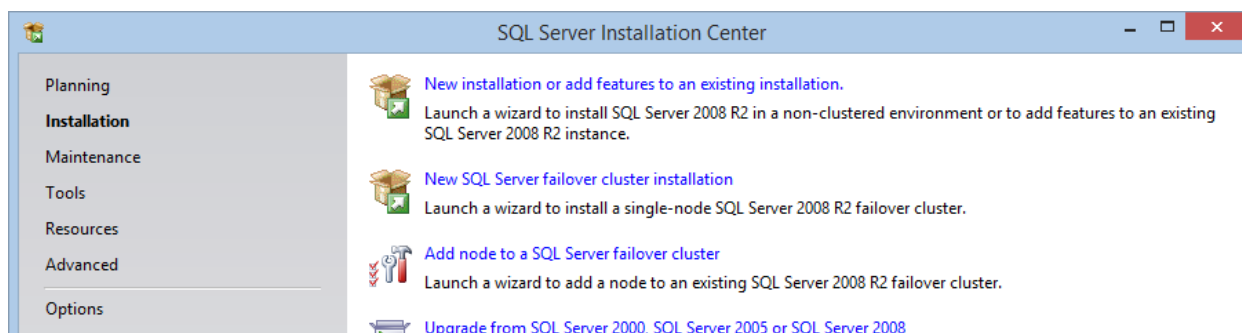 SQL Server Installation Center
Planning
Installation
Maintenance
Tools
Resources
Advanced
Options
New installation or add features to an existing installation.
Launch a wizard to install SQL Server 2008 R2 in a non-clustered environment or to add features to an existing
SQL Server 2008 R2 instance.
New SQL Server failover cluster installation
Launch a wizard to install a single-node SQL Server 2008 R2 failover cluster.
Add node to a SQL Server failover cluster
Launch a wizard to add a node to an existing SQL Server 2008 R2 failover cluster.
Upgrade from SQL Server 2000, SQL Server 2005 or SQL Server 2008